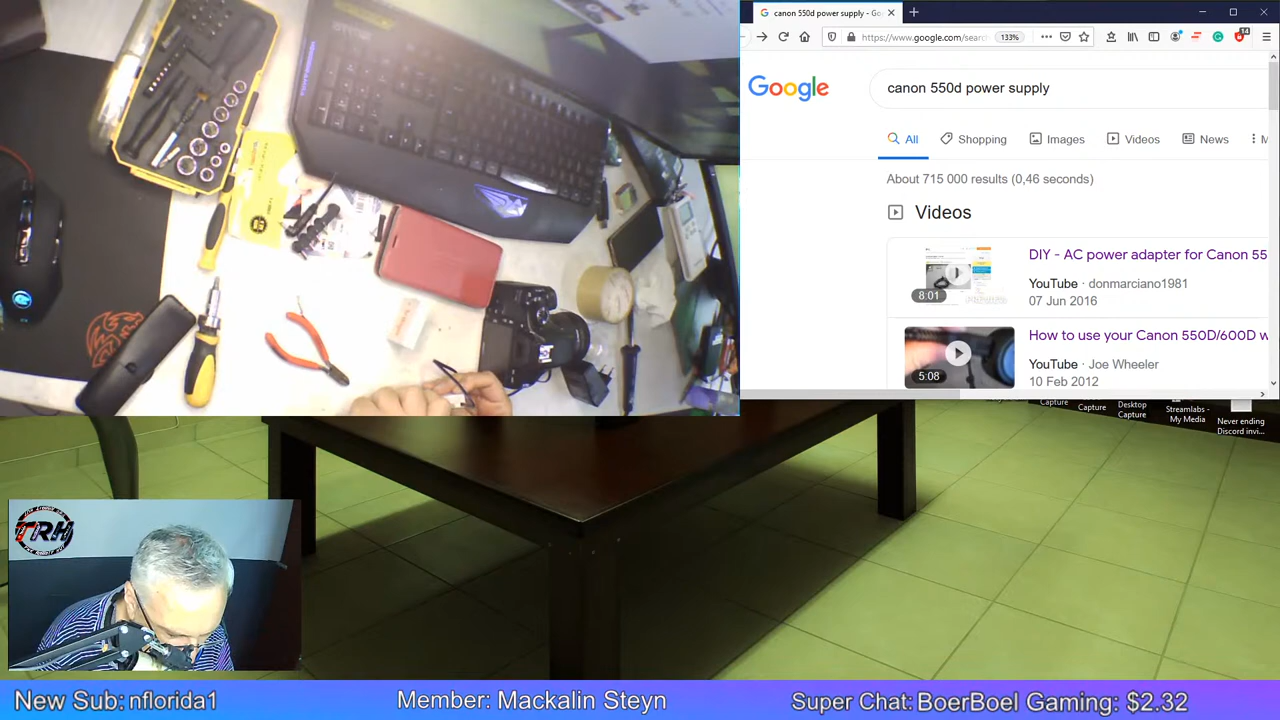 canon 550d power supply - Go
https://www.google.com/searc
133%
14
Google
canon 550d power supply
All
Shopping
Images
Videos
News
M
About 715 000 results (0,46 seconds)
Videos
DIY - AC power adapter for Canon 55
YouTube · donmarciano1981
07 Jun 2016
8:01
How to use your Canon 550D/600D w
YouTube · Joe Wheeler
10 Feb 2012
5:08
Capture
Capture
Desktop
Capture
Streamlabs -
My Media
Never ending
Discord invi...
TRH
New Sub: nflorida1
Member: Mackalin Steyn
Super Chat: BoerBoel Gaming: $2.32